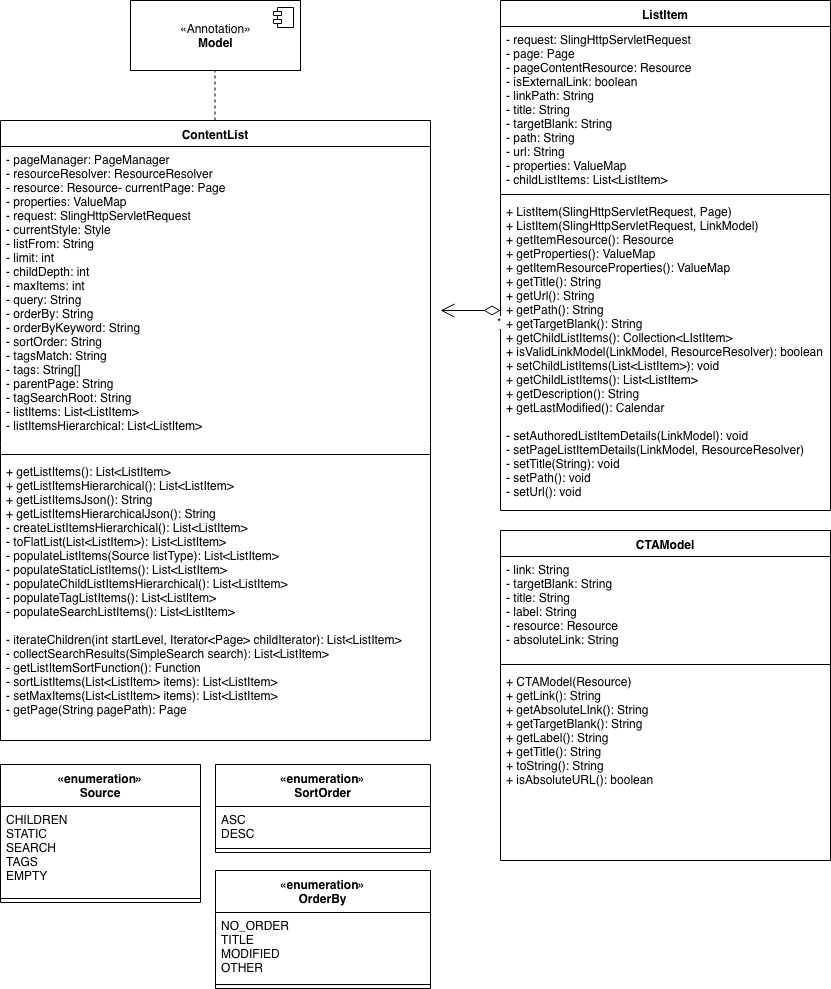 «Annotation»
Model
ContentList
- pageManager: PageManager
- resourceResolver: ResourceResolver
- resource: Resource- currentPage: Page
- properties: ValueMap
- request: SlingHttpServletRequest
- currentStyle: Style
- listFrom: String
- limit: int
- childDepth: int
- maxItems: int
- query: String
- orderBy: String
- orderByKeyword: String
- sortOrder: String
- tagsMatch: String
- tags: String[]
- parentPage: String
- tagSearchRoot: String
- listItems: List<ListItem>
- listItemsHierarchical: List<ListItem>
+ getListItems(): List<ListItem>
+ getListItemsHierarchical(): List<ListItem>
+ getListItemsJson(): String
+ getListItemsHierarchicalJson(): String
- createListItemsHierarchical(): List<ListItem>
- toFlatList(List<ListItem>): List<ListItem>
- populateListItems(Source listType): List<ListItem>
- populateStaticListItems(): List<ListItem>
- populateChildListItemsHierarchical(): List<ListItem>
- populateTagListItems(): List<ListItem>
- populateSearchListItems(): List<ListItem>
- iterateChildren(int startLevel, Iterator<Page> childIterator): List<ListItem>
- collectSearchResults(SimpleSearch search): List<ListItem>
- getListItemSortFunction(): Function
- sortListItems(List<ListItem> items): List<ListItem>
- setMaxItems(List<ListItem> items): List<ListItem>
- getPage(String pagePath): Page
«enumeration»
Source
CHILDREN
STATIC
SEARCH
TAGS
EMPTY
«enumeration»
SortOrder
ASC
DESC
«enumeration»
OrderBy
NO_ORDER
TITLE
MODIFIED
OTHER
ListItem
- request: SlingHttpServletRequest
- page: Page
- pageContentResource: Resource
- isExternalLink: boolean
- linkPath: String
- title: String
- targetBlank: String
- path: String
- url: String
- properties: ValueMap
- childListItems: List<ListItem>
+ ListItem(SlingHttpServletRequest, Page)
+ ListItem(SlingHttpServletRequest, LinkModel)
+ getItemResource(): Resource
+ getProperties(): ValueMap
+ getItemResourceProperties(): ValueMap
+ getTitle(): String
+ getUrl(): String
+ getPath(): String
*
+ getTargetBlank(): String
+ getChildListItems(): Collection<LIstItem>
+ isValidLinkModel(LinkModel, ResourceResolver): boolean
+ setChildListItems(List<ListItem>): void
+ getChildListItems(): List<ListItem>
+ getDescription(): String
+ getLastModified(): Calendar
- setAuthoredListItemDetails(LinkModel): void
- setPageListItemDetails(LinkModel, ResourceResolver)
- setTitle(String): void
- setPath(): void
- setUrl(): void
CTAModel
- link: String
- targetBlank: String
- title: String
- label: String
- resource: Resource
- absoluteLink: String
+ CTAModel(Resource)
+ getLink(): String
+ getAbsoluteLInk(): String
+ getTargetBlank(): String
+ getLabel(): String
+ getTitle(): String
+ toString(): String
+ isAbsoluteURL(): boolean